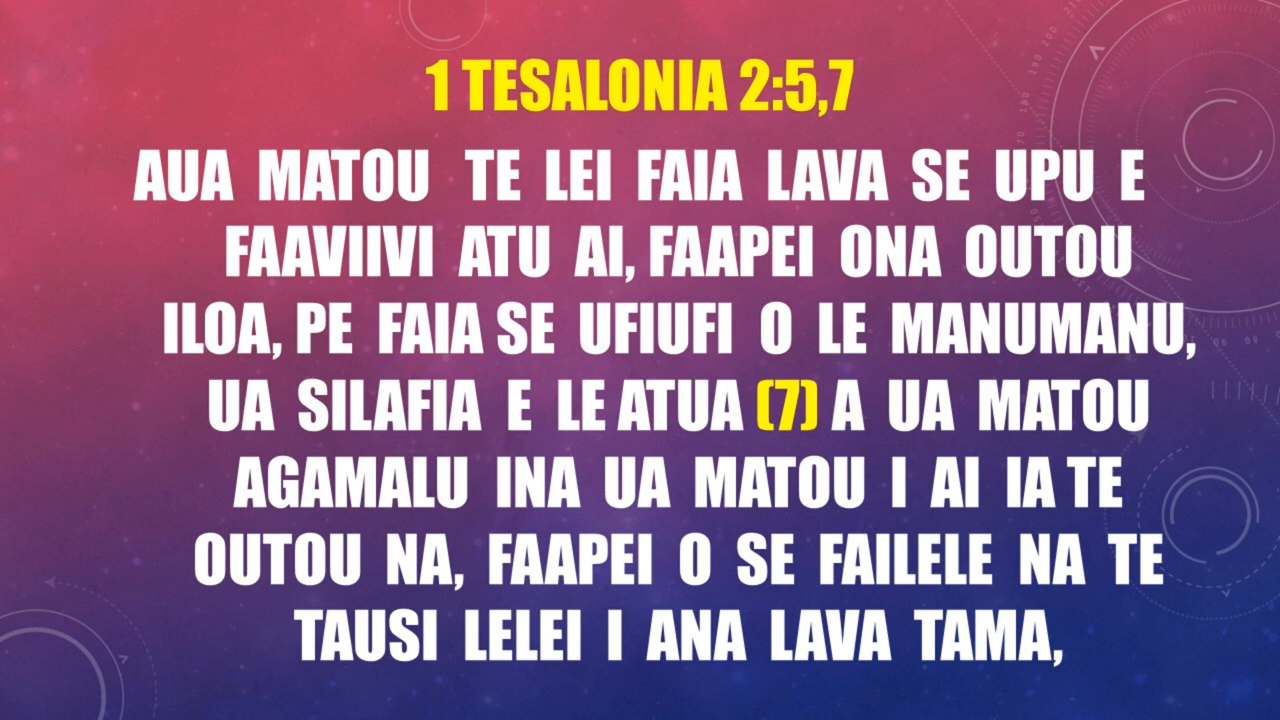 1 TESALONIA 2:5,7
AUA MATOU TE LEI FAIA LAVA SE UPU E
FAAVIIVI ATU AI, FAAPEI ONA OUTOU
ILOA, PE FAIA SE UFIUFI O LE MANUMANU,
UA SILAFIA E LE ATUA (7) A UA MATOU
AGAMALU INA UA MATOU I AI IA TE
OUTOU NA, FAAPEI O SE FAILELE NA TE
TAUSI LELEI I ANA LAVA TAMA,